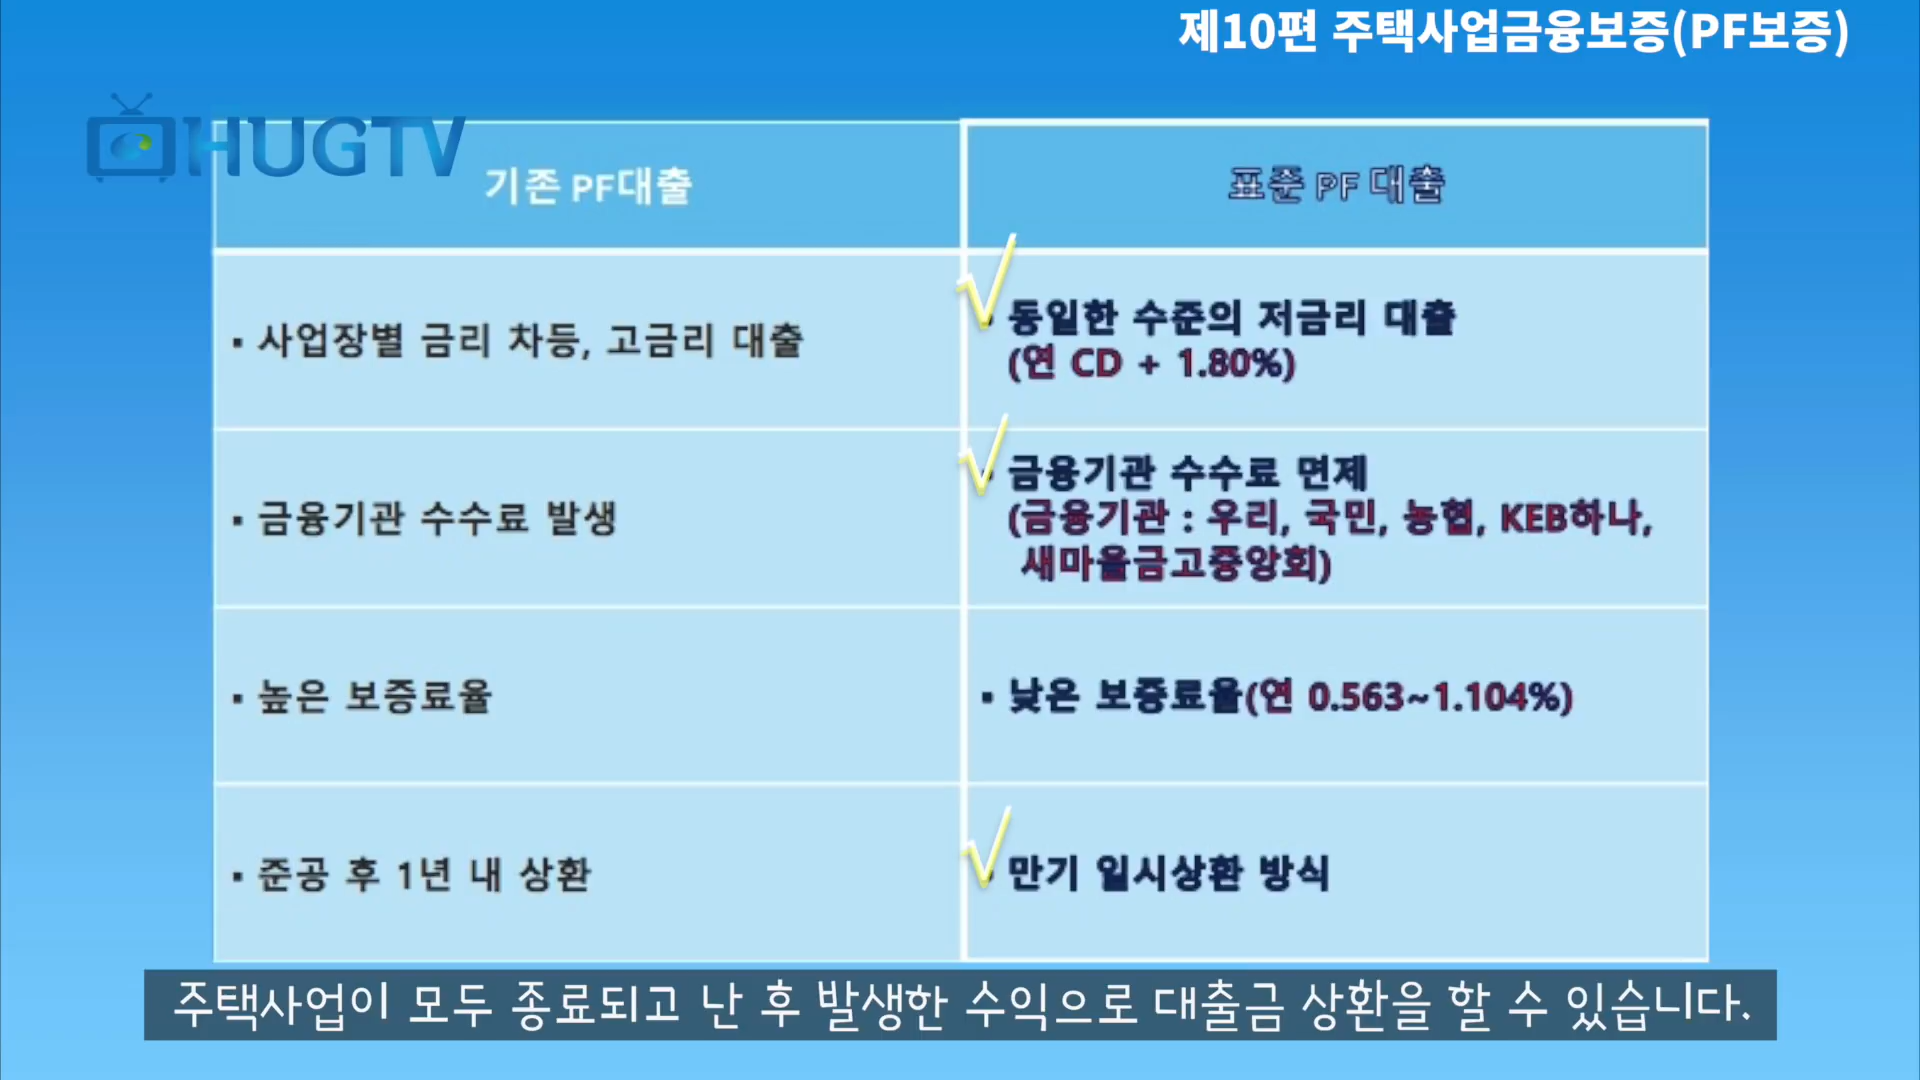 제10편 주택사업금융보증(PF보증)
HUGTV
기존 PF대출
표준 PF 대출
▪ 사업장별 금리 차등, 고금리 대출
동일한 수준의 저금리 대출
(연 CD + 1.80%)
▪ 금융기관 수수료 발생
금융기관 수수료 면제
(금융기관 : 우리, 국민, 농협, KEB하나,
새마을금고중앙회)
▪ 높은 보증료율
▪ 낮은 보증료율(연 0.563~1.104%)
▪ 준공 후 1년 내 상환
만기 일시상환 방식
주택사업이 모두 종료되고 난 후 발생한 수익으로 대출금 상환을 할 수 있습니다.